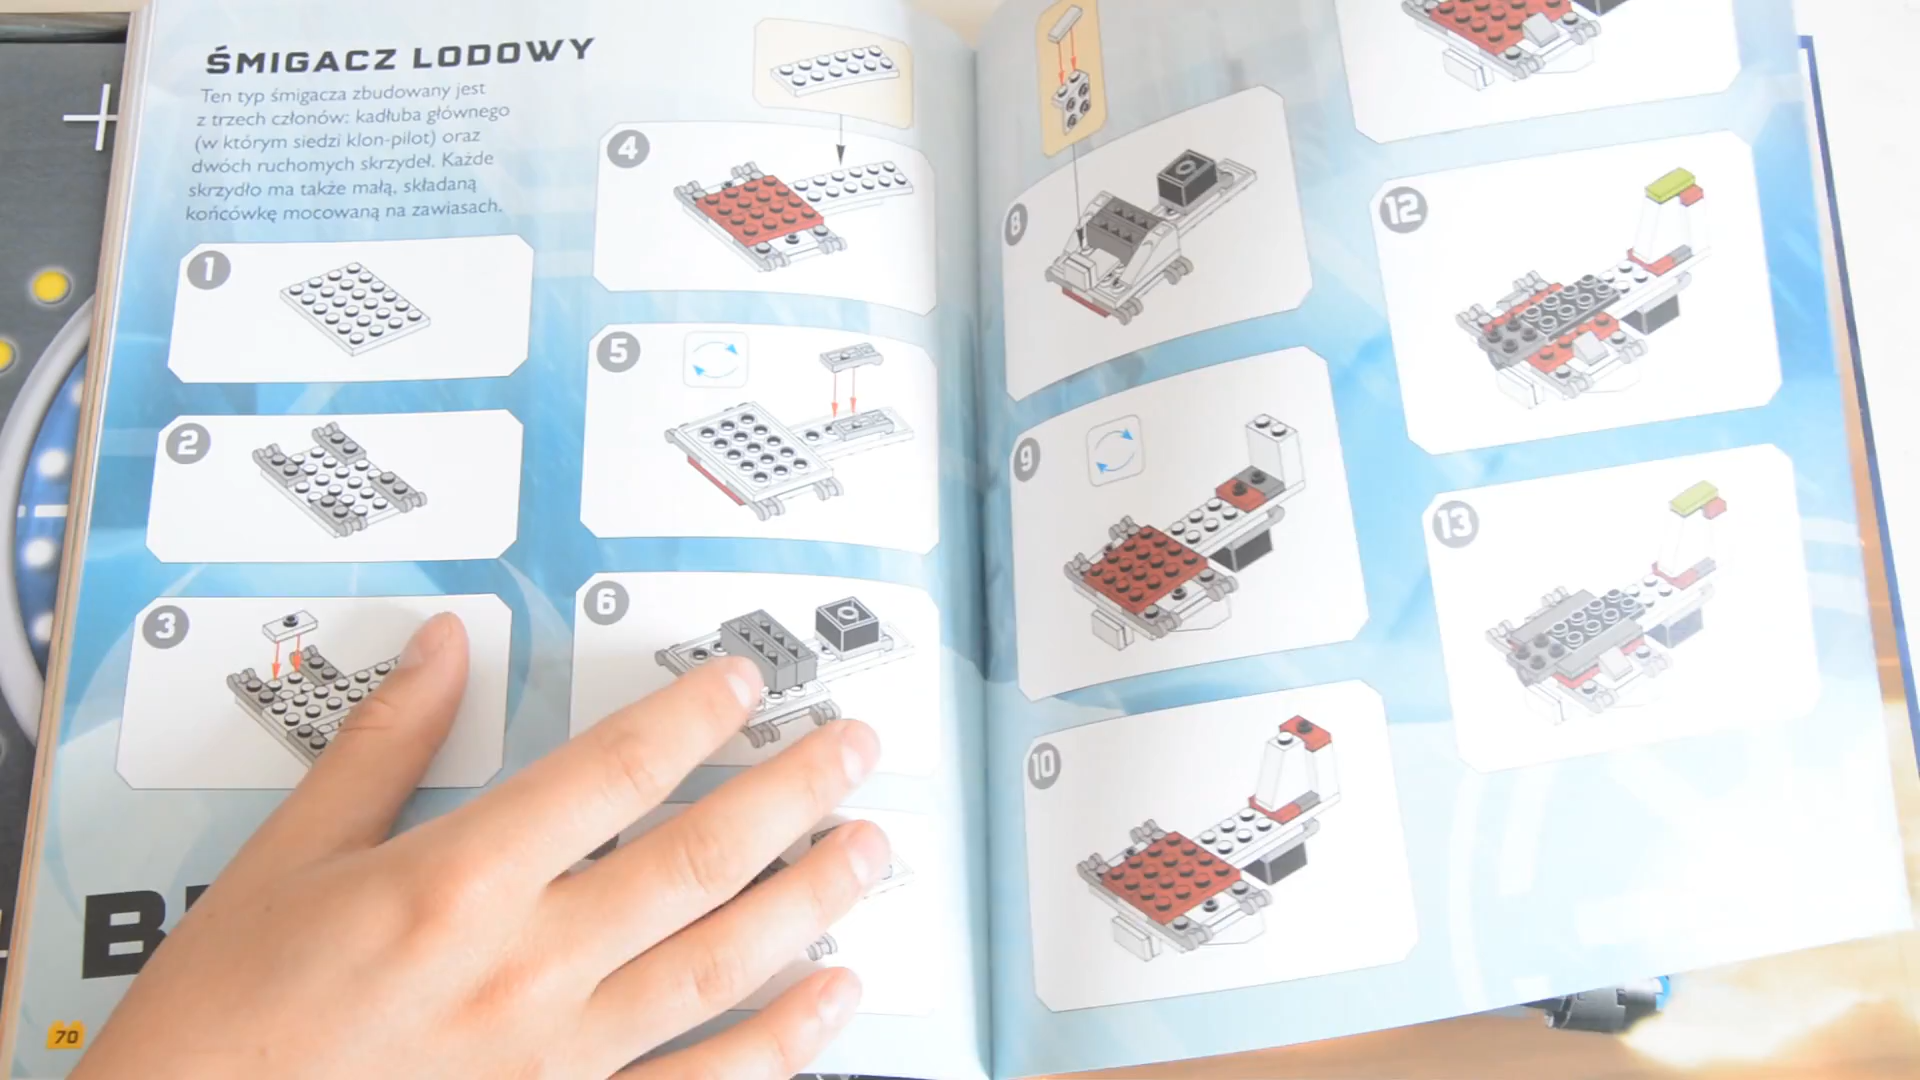 ŚMIGACZ LODOWY
Ten typ śmigacza zbudowany jest
z trzech członów: kadłuba głównego
(w którym siedzi klon-pilot) oraz
dwóch ruchomych skrzydeł. Każde
skrzydło ma także małą, składaną
końcówkę mocowaną na zawiasach.
1
2
3
4
5
6
B
70
8
9
10
12
13